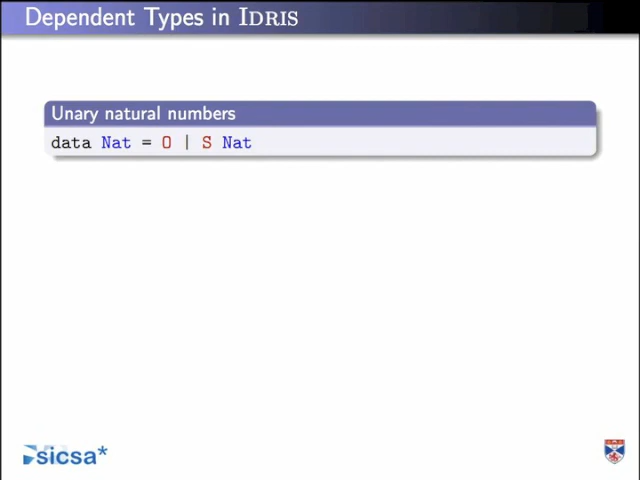 Dependent Types in IDRIS
Unary natural numbers
data Nat = O | S Nat
sicsa*